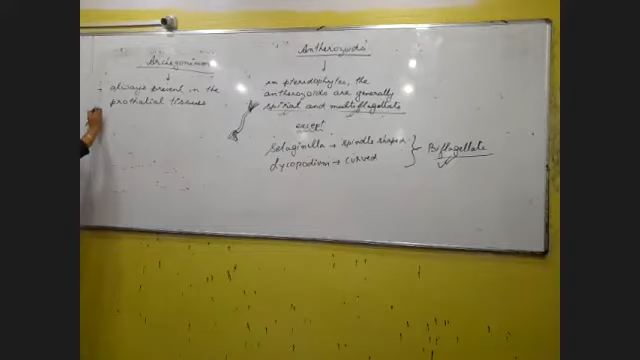 Archegonium
always present in the
prothalial tissues
Antherozoids
In pteridophytes, the
antherozoids are generally
spiral and multiflagellate
except
Selaginella → spindle shaped
Lycopodium → curved
Biflagellate